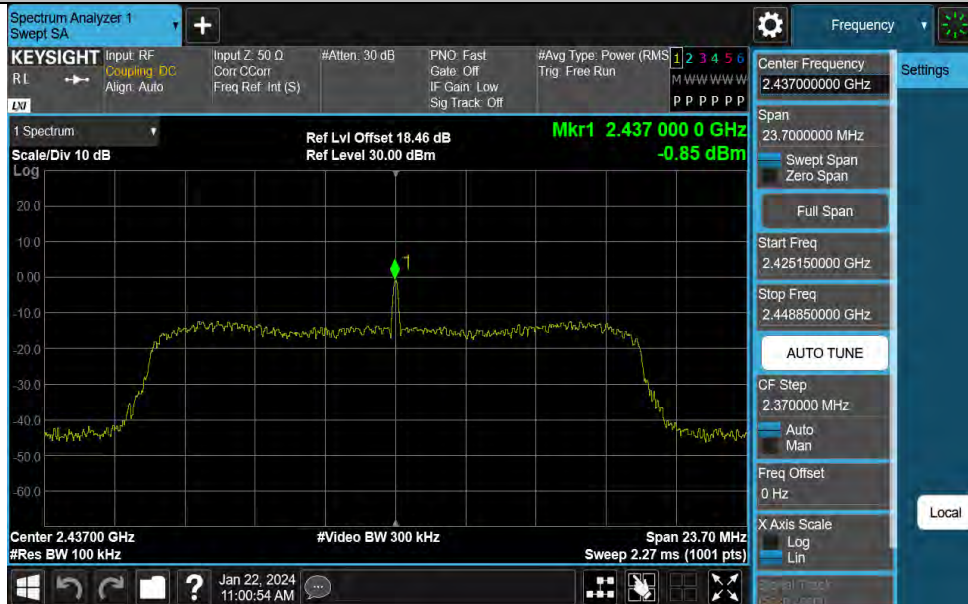 Spectrum Analyzer 1
Swept SA
+
Frequency
KEYSIGHT
Input: RF
Input Z: 50 Ω
#Atten: 30 dB
PNO: Fast
#Avg Type: Power (RMS
1 2 3 4 5 6
RL
Coupling: DC
Corr CCorr
Gate: Off
Trig: Free Run
M W W W W W
Align: Auto
Freq Ref: Int (S)
IF Gain: Low
Sig Track: Off
P P P P P P
LXI
1 Spectrum
Ref Lvl Offset 18.46 dB
Mkr1 2.437 000 0 GHz
Scale/Div 10 dB
Ref Level 30.00 dBm
-0.85 dBm
Log
20.0
10.0
0.00
-10.0
-20.0
-30.0
-40.0
-50.0
-60.0
1
Center 2.43700 GHz
#Video BW 300 kHz
Span 23.70 MHz
#Res BW 100 kHz
Sweep 2.27 ms (1001 pts)
Center Frequency
2.437000000 GHz
Settings
Span
23.7000000 MHz
Swept Span
Zero Span
Full Span
Start Freq
2.425150000 GHz
Stop Freq
2.448850000 GHz
AUTO TUNE
CF Step
2.370000 MHz
Auto
Man
Freq Offset
0 Hz
Local
X Axis Scale
Log
Lin
Signal Track
?
Jan 22, 2024
11:00:54 AM